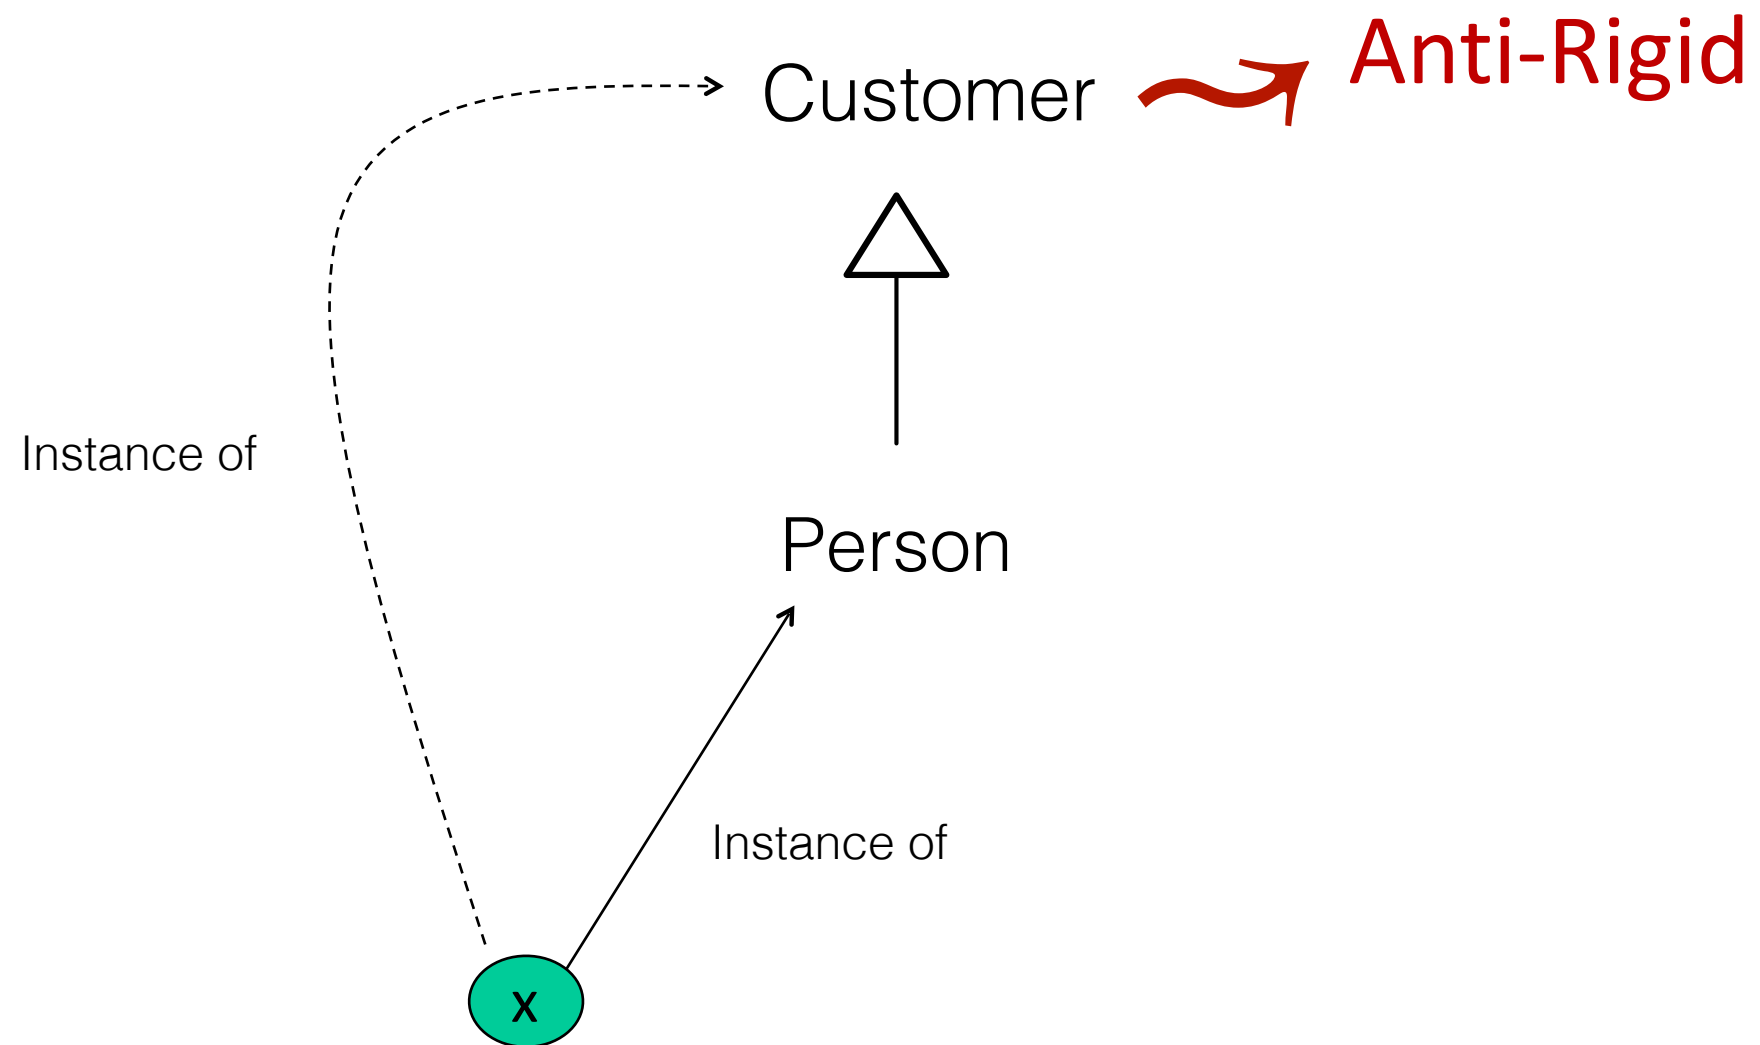 Anti-Rigid
Customer
Instance of
Person
Instance of
x